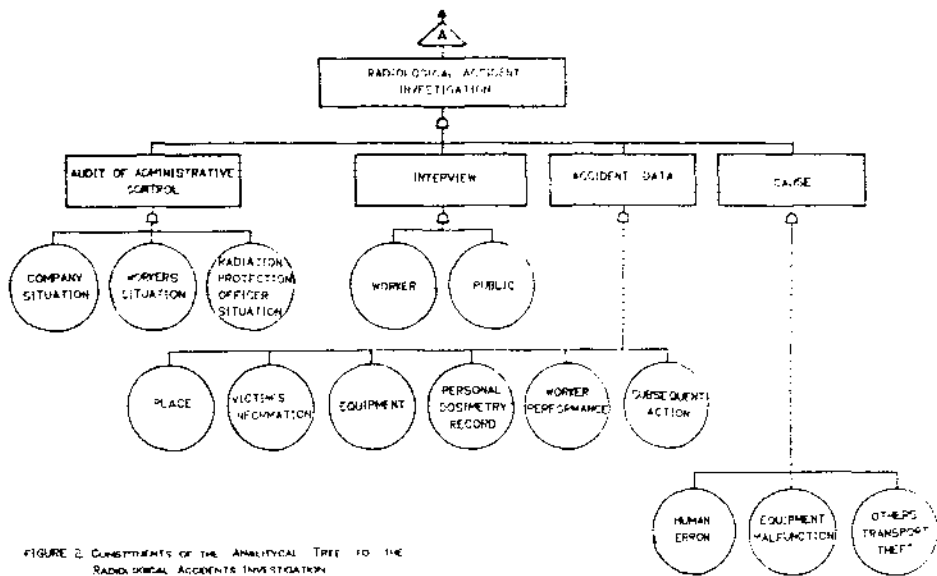 A
RADIOLOGICAL ACCIDENT
INVESTIGATION
AUDIT OF ADMINISTRATIVE
CONTROL
INTERVIEW
ACCIDENT DATA
CAUSE
COMPANY
SITUATION
WORKERS
SITUATION
RADIATION
PROTECTION
OFFICER
SITUATION
WORKER
PUBLIC
PLACE
VICTIM'S
INFORMATION
EQUIPMENT
PERSONAL
DOSIMETRY
RECORD
WORKER
PERFORMANCE
SUBSEQUENT
ACTION
HUMAN
ERROR
EQUIPMENT
MALFUNCTION
OTHERS
TRANSPORT
THEFT
FIGURE 2 CONSTITUENTS OF THE ANALITYCAL TREE TO THE
RADIOLOGICAL ACCIDENTS INVESTIGATION